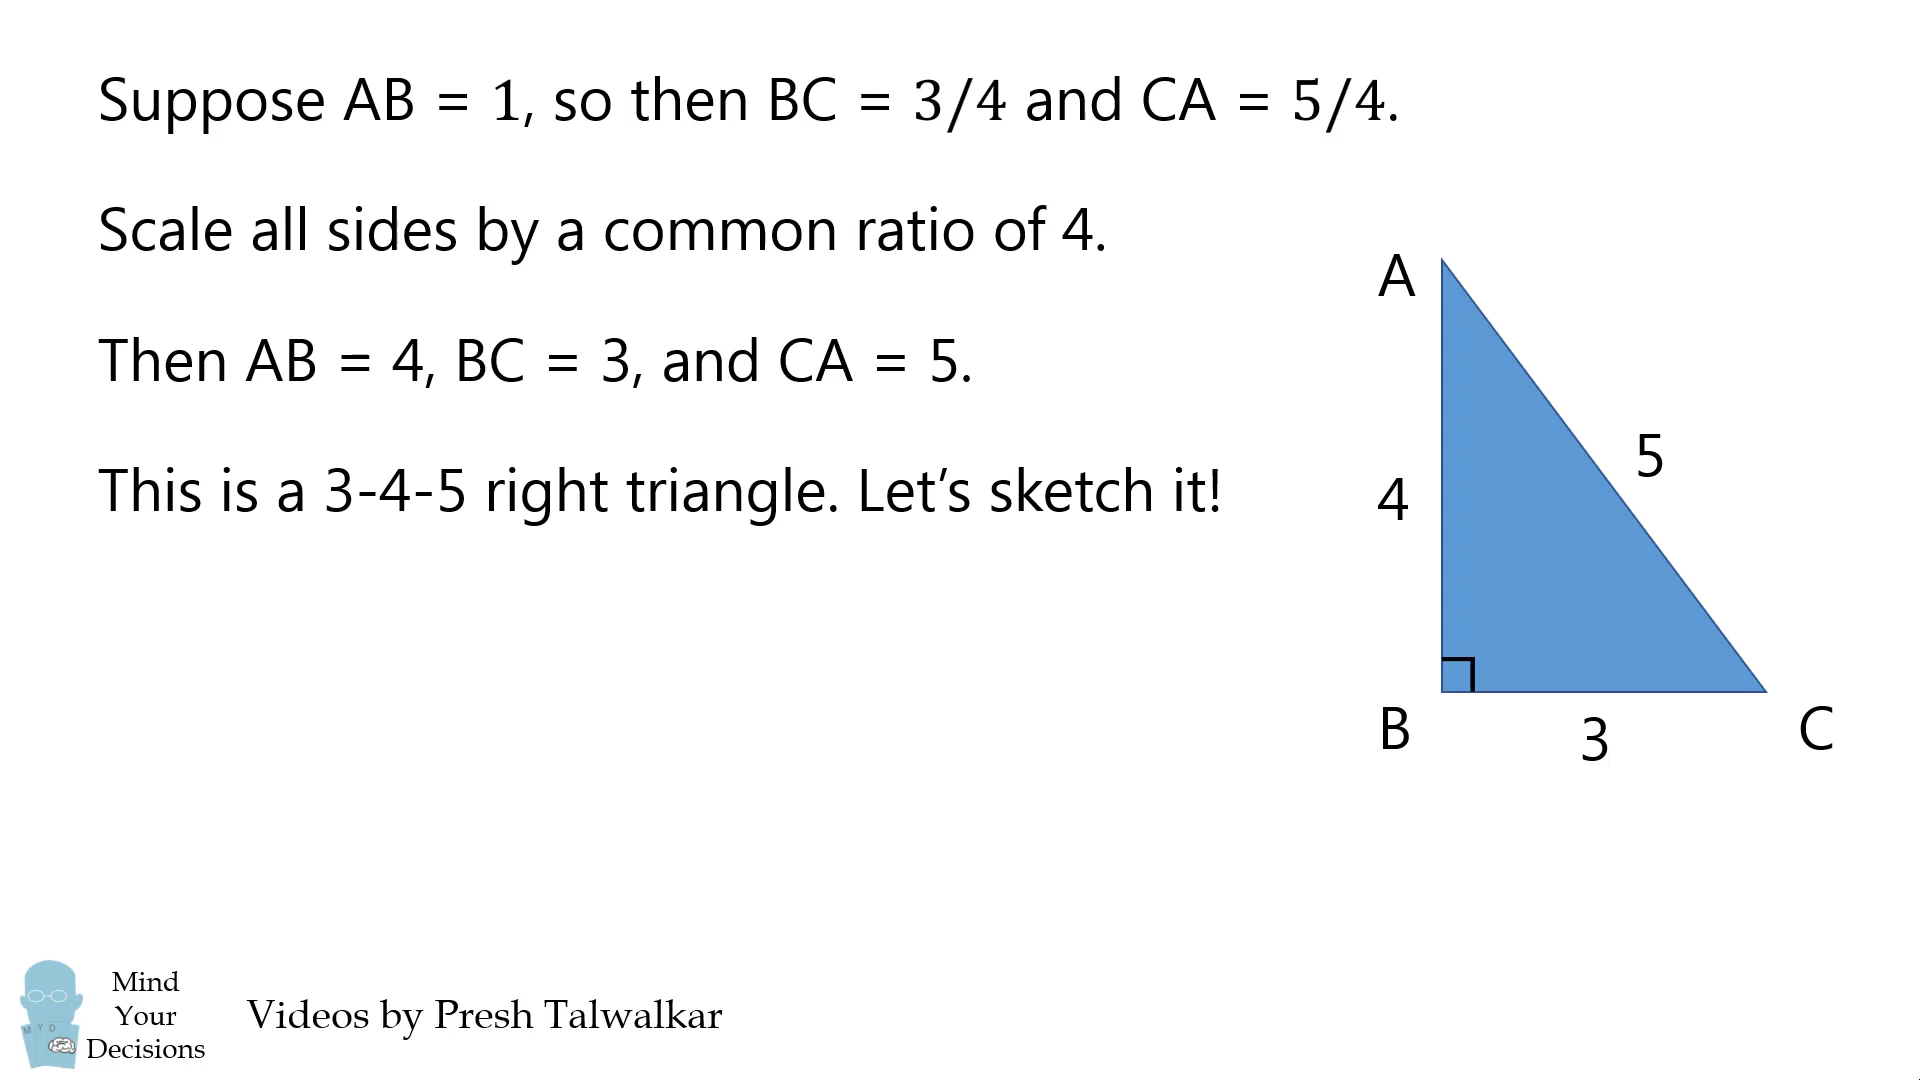 Suppose AB = 1, so then BC = 3/4 and CA = 5/4.
Scale all sides by a common ratio of 4.
Then AB = 4, BC = 3, and CA = 5.
This is a 3-4-5 right triangle. Let’s sketch it!
A
5
4
B
3
C
Mind
Your
Decisions
M Y D
Videos by Presh Talwalkar